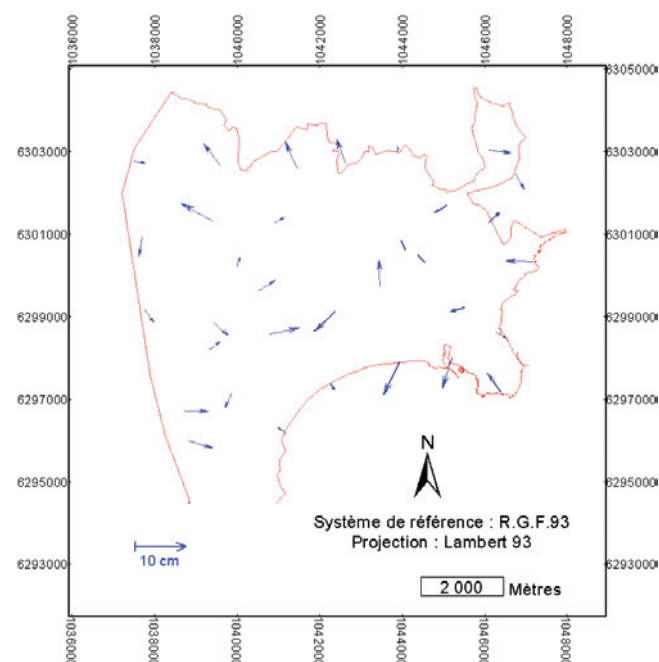 1036000 1038000 1040000 1042000 1044000 1046000 1048000
6305000
6303000 6303000
6301000 6301000
6299000 6299000
6297000 6297000
N
6295000 6295000
Système de référence : R.G.F.93
Projection : Lambert 93
10 cm
6293000 6293000
2 000 Mètres
1036000 1038000 1040000 1042000 1044000 1046000 1048000